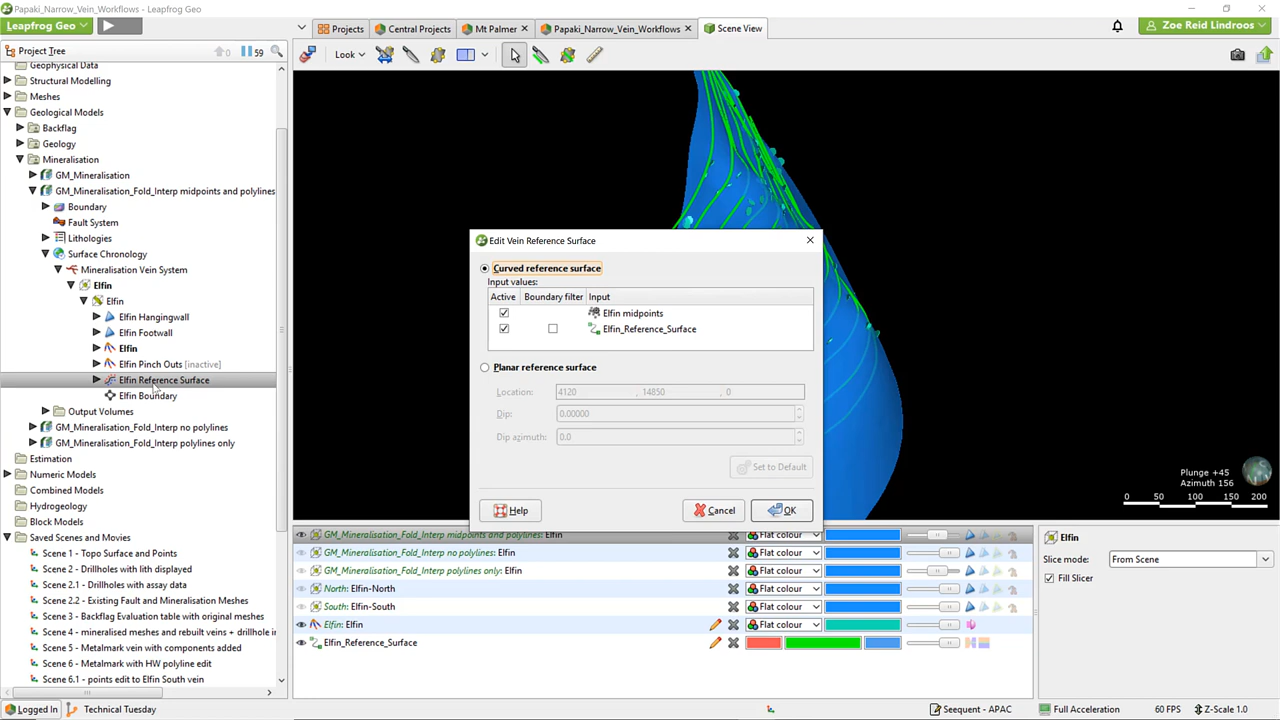 Papaki_Narrow_Vein_Workflows - Leapfrog Geo
Leapfrog Geo
Projects
Central Projects
Mt Palmer
Papaki_Narrow_Vein_Workflows
Scene View
Zoe Reid Lindroos
Project Tree
0
59
Look
Geophysical Data
Structural Modelling
Meshes
Geological Models
Backflag
Geology
Mineralisation
GM_Mineralisation
GM_Mineralisation_Fold_Interp midpoints and polylines
Boundary
Fault System
Lithologies
Surface Chronology
Mineralisation Vein System
Elfin
Elfin
Elfin Hangingwall
Elfin Footwall
Elfin
Elfin Pinch Outs [inactive]
Elfin Reference Surface
Elfin Boundary
Output Volumes
GM_Mineralisation_Fold_Interp no polylines
GM_Mineralisation_Fold_Interp polylines only
Estimation
Numeric Models
Combined Models
Hydrogeology
Block Models
Saved Scenes and Movies
Scene 1 - Topo Surface and Points
Scene 2 - Drillholes with lith displayed
Scene 2.1 - Drillholes with assay data
Scene 2.2 - Existing Fault and Mineralisation Meshes
Scene 3 - Backflag Evaluation table with original meshes
Scene 4 - mineralised meshes and rebuilt veins + drillhole in
Scene 5 - Metalmark vein with components added
Scene 6 - Metalmark with HW polyline edit
Scene 6.1 - points edit to Elfin South vein
Edit Vein Reference Surface
Curved reference surface
Input values:
Active Boundary filter Input
Elfin midpoints
Elfin_Reference_Surface
Planar reference surface
Location: 4120 , 14850 , 0
Dip: 0.00000
Dip azimuth: 0.0
Set to Default
Help
Cancel
OK
Plunge +45
Azimuth 156
0 50 100 150 200
GM_Mineralisation_Fold_Interp midpoints and polylines: Elfin Flat colour
GM_Mineralisation_Fold_Interp no polylines: Elfin Flat colour
GM_Mineralisation_Fold_Interp polylines only: Elfin Flat colour
North: Elfin-North Flat colour
South: Elfin-South Flat colour
Elfin: Elfin Flat colour
Elfin_Reference_Surface
Elfin
Slice mode: From Scene
Fill Slicer
Logged In
Technical Tuesday
Seequent - APAC
Full Acceleration
60 FPS
Z-Scale 1.0